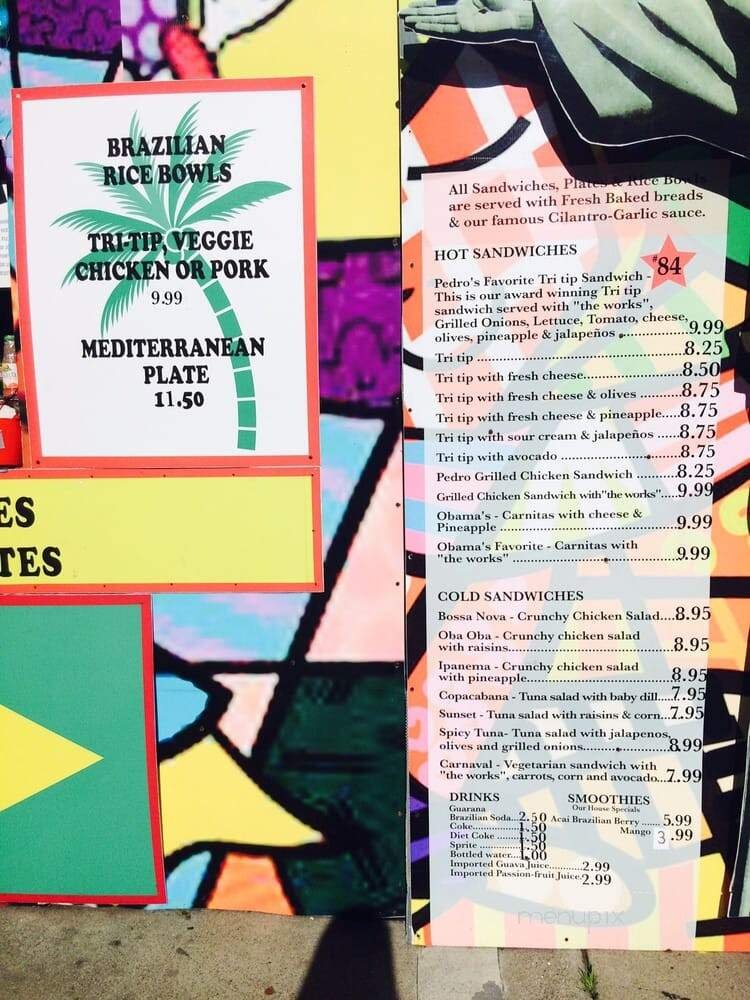 BRAZILIAN
RICE BOWLS
TRI-TIP, VEGGIE
CHICKEN OR PORK
9.99
MEDITERRANEAN
PLATE
11.50
ES
TES
All Sandwiches, Plates & Rice Bowls
are served with Fresh Baked breads
& our famous Cilantro-Garlic sauce.
HOT SANDWICHES
#84
Pedro's Favorite Tri tip Sandwich -
This is our award winning Tri tip
sandwich served with "the works",
Grilled Onions, Lettuce, Tomato, cheese,
olives, pineapple & jalapeños ..................9.99
Tri tip ..................8.25
Tri tip with fresh cheese..................8.50
Tri tip with fresh cheese & olives ..........8.75
Tri tip with fresh cheese & pineapple....8.75
Tri tip with sour cream & jalapeños ......8.75
Tri tip with avocado ..................8.75
Pedro Grilled Chicken Sandwich ..........8.25
Grilled Chicken Sandwich with"the works".....9.99
Obama's - Carnitas with cheese &
Pineapple ..................9.99
Obama's Favorite - Carnitas with
"the works" ..................9.99
COLD SANDWICHES
Bossa Nova - Crunchy Chicken Salad....8.95
Oba Oba - Crunchy chicken salad
with raisins..................8.95
Ipanema - Crunchy chicken salad
with pineapple..................8.95
Copacabana - Tuna salad with baby dill....7.95
Sunset - Tuna salad with raisins & corn...7.95
Spicy Tuna- Tuna salad with jalapenos,
olives and grilled onions..................8.99
Carnaval - Vegetarian sandwich with
"the works", carrots, corn and avocado...7.99
DRINKS
Guarana
Brazilian Soda...2.50
Coke..................1.50
Diet Coke ..........1.50
Sprite ..................1.50
Bottled water....1.00
Imported Guava Juice..........2.99
Imported Passion-fruit Juice.2.99
SMOOTHIES
Our House Specials
Acai Brazilian Berry ...... 5.99
Mango 3.99
menupix